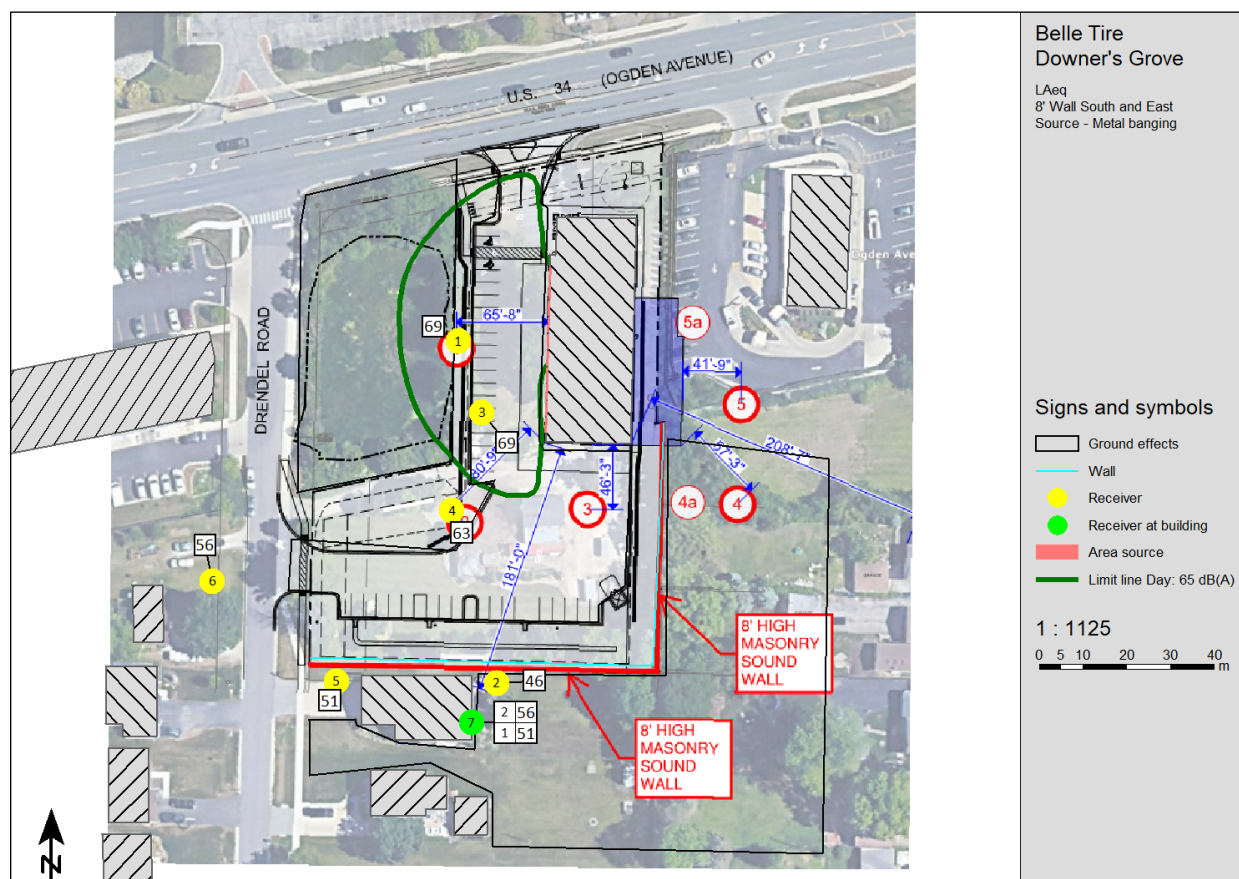 Belle Tire
Downer's Grove
LAeq
8' Wall South and East
Source - Metal banging
U.S. 34 (OGDEN AVENUE)
Ogden Ave
DRENDEL ROAD
69
1
65'-8"
5a
41'-9"
5
3
69
80'-9"
208'-7"
57'-3"
46'-3"
4
63
3
4a
4
181'-0"
56
6
8' HIGH
MASONRY
SOUND
WALL
5
51
2
46
7
2 56
1 51
8' HIGH
MASONRY
SOUND
WALL
N
Signs and symbols
Ground effects
Wall
Receiver
Receiver at building
Area source
Limit line Day: 65 dB(A)
1 : 1125
0 5 10 20 30 40
m